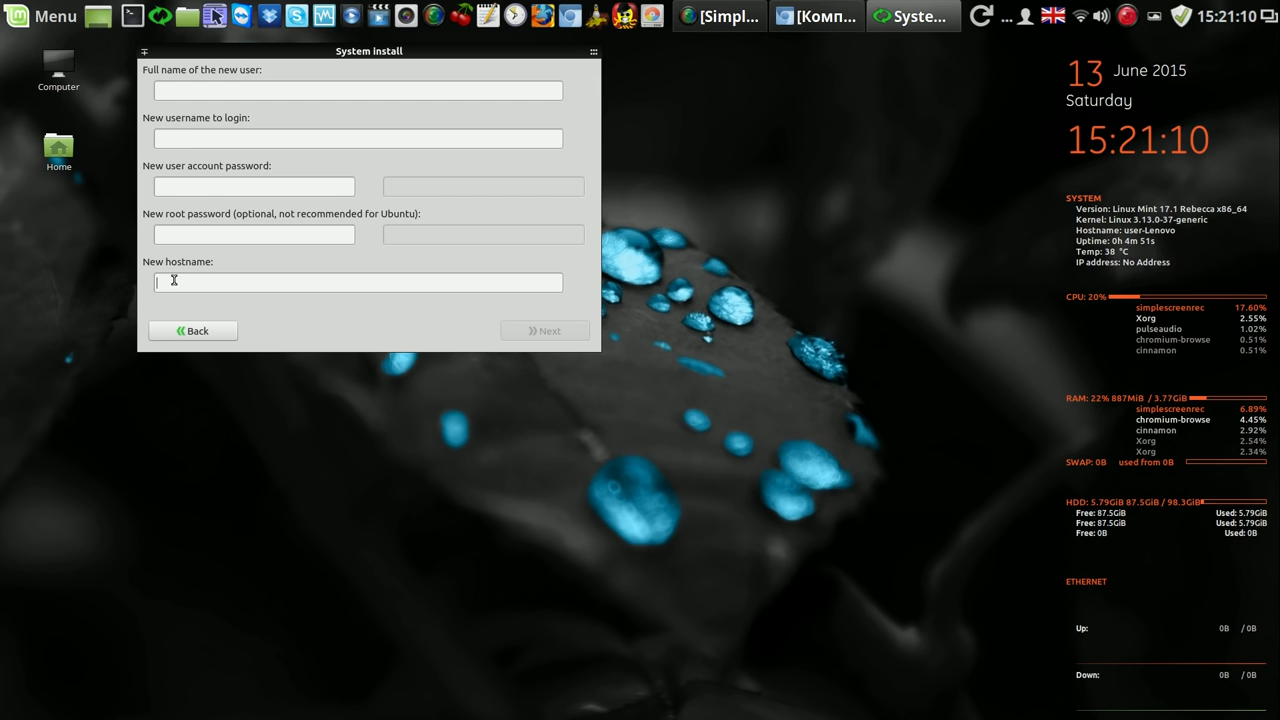 Menu
[Simpl...
[Комп...
Syste...
...
15:21:10
Computer
Home
System Install
Full name of the new user:
New username to login:
New user account password:
New root password (optional, not recommended for Ubuntu):
New hostname:
Back
Next
13 June 2015
Saturday
15:21:10
SYSTEM
Version: Linux Mint 17.1 Rebecca x86_64
Kernel: Linux 3.13.0-37-generic
Hostname: user-Lenovo
Uptime: 0h 4m 51s
Temp: 38 °C
IP address: No Address
CPU: 20%
simplescreenrec 17.60%
Xorg 2.55%
pulseaudio 1.02%
chromium-browse 0.51%
cinnamon 0.51%
RAM: 22% 887MiB / 3.77GiB
simplescreenrec 6.89%
chromium-browse 4.45%
cinnamon 2.92%
Xorg 2.54%
Xorg 2.34%
SWAP: 0B used from 0B
HDD: 5.79GiB 87.5GiB / 98.3GiB
Free: 87.5GiB Used: 5.79GiB
Free: 87.5GiB Used: 5.79GiB
Free: 0B Used: 0B
ETHERNET
Up: 0B / 0B
Down: 0B / 0B